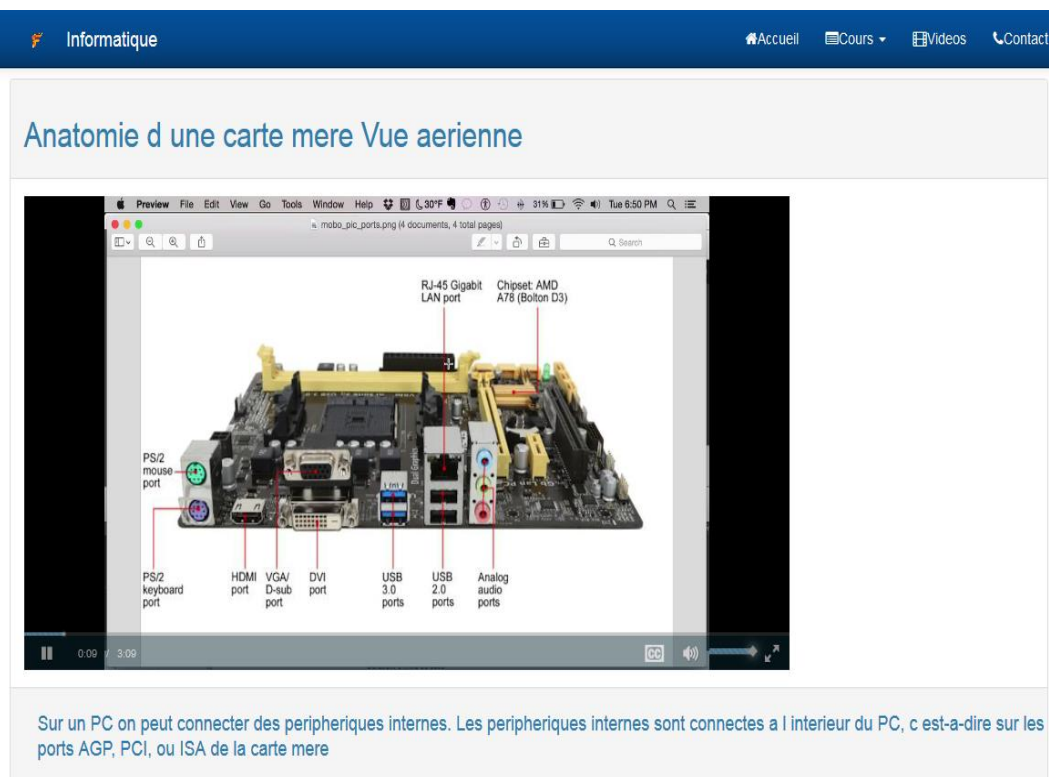 Informatique
Accueil Cours Videos Contact
Anatomie d une carte mere Vue aerienne
Preview File Edit View Go Tools Window Help 30°F 31% Tue 6:50 PM
mobo_pic_ports.png (4 documents, 4 total pages)
Search
RJ-45 Gigabit
LAN port
Chipset: AMD
A78 (Bolton D3)
PS/2
mouse
port
PS/2
keyboard
port
HDMI
port
VGA/
D-sub
port
DVI
port
USB
3.0
ports
USB
2.0
ports
Analog
audio
ports
Dual Graphics
0:09 / 3:09
CC
Sur un PC on peut connecter des peripheriques internes. Les peripheriques internes sont connectes a l interieur du PC, c est-a-dire sur les
ports AGP, PCI, ou ISA de la carte mere